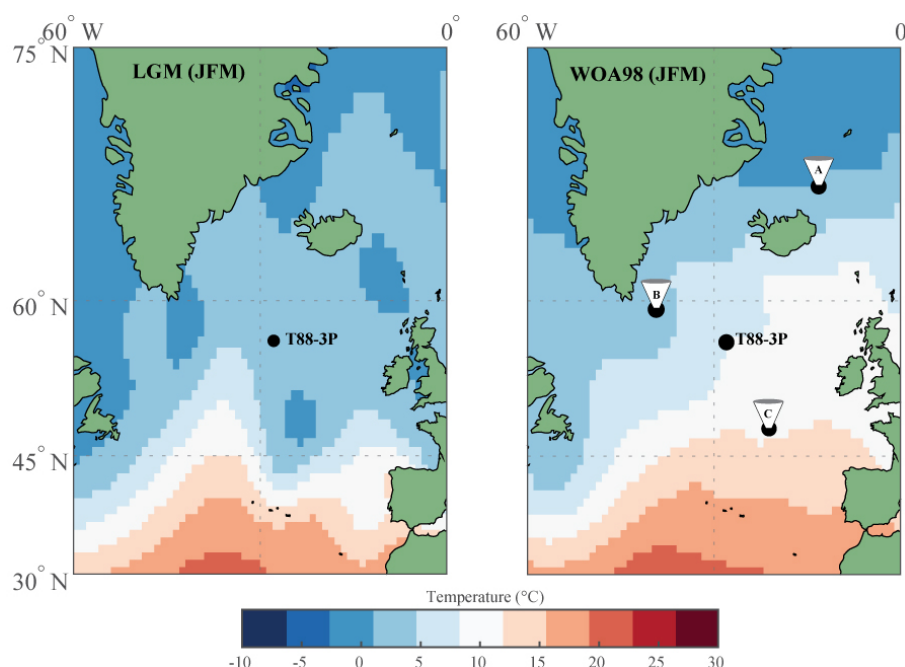 60° W
0°
60° W
0
75° N
LGM (JFM)
WOA98 (JFM)
A
60° N
B
T88-3P
T88-3P
C
45° N
30° N
Temperature (°C)
-10 -5 0 5 10 15 20 25 30